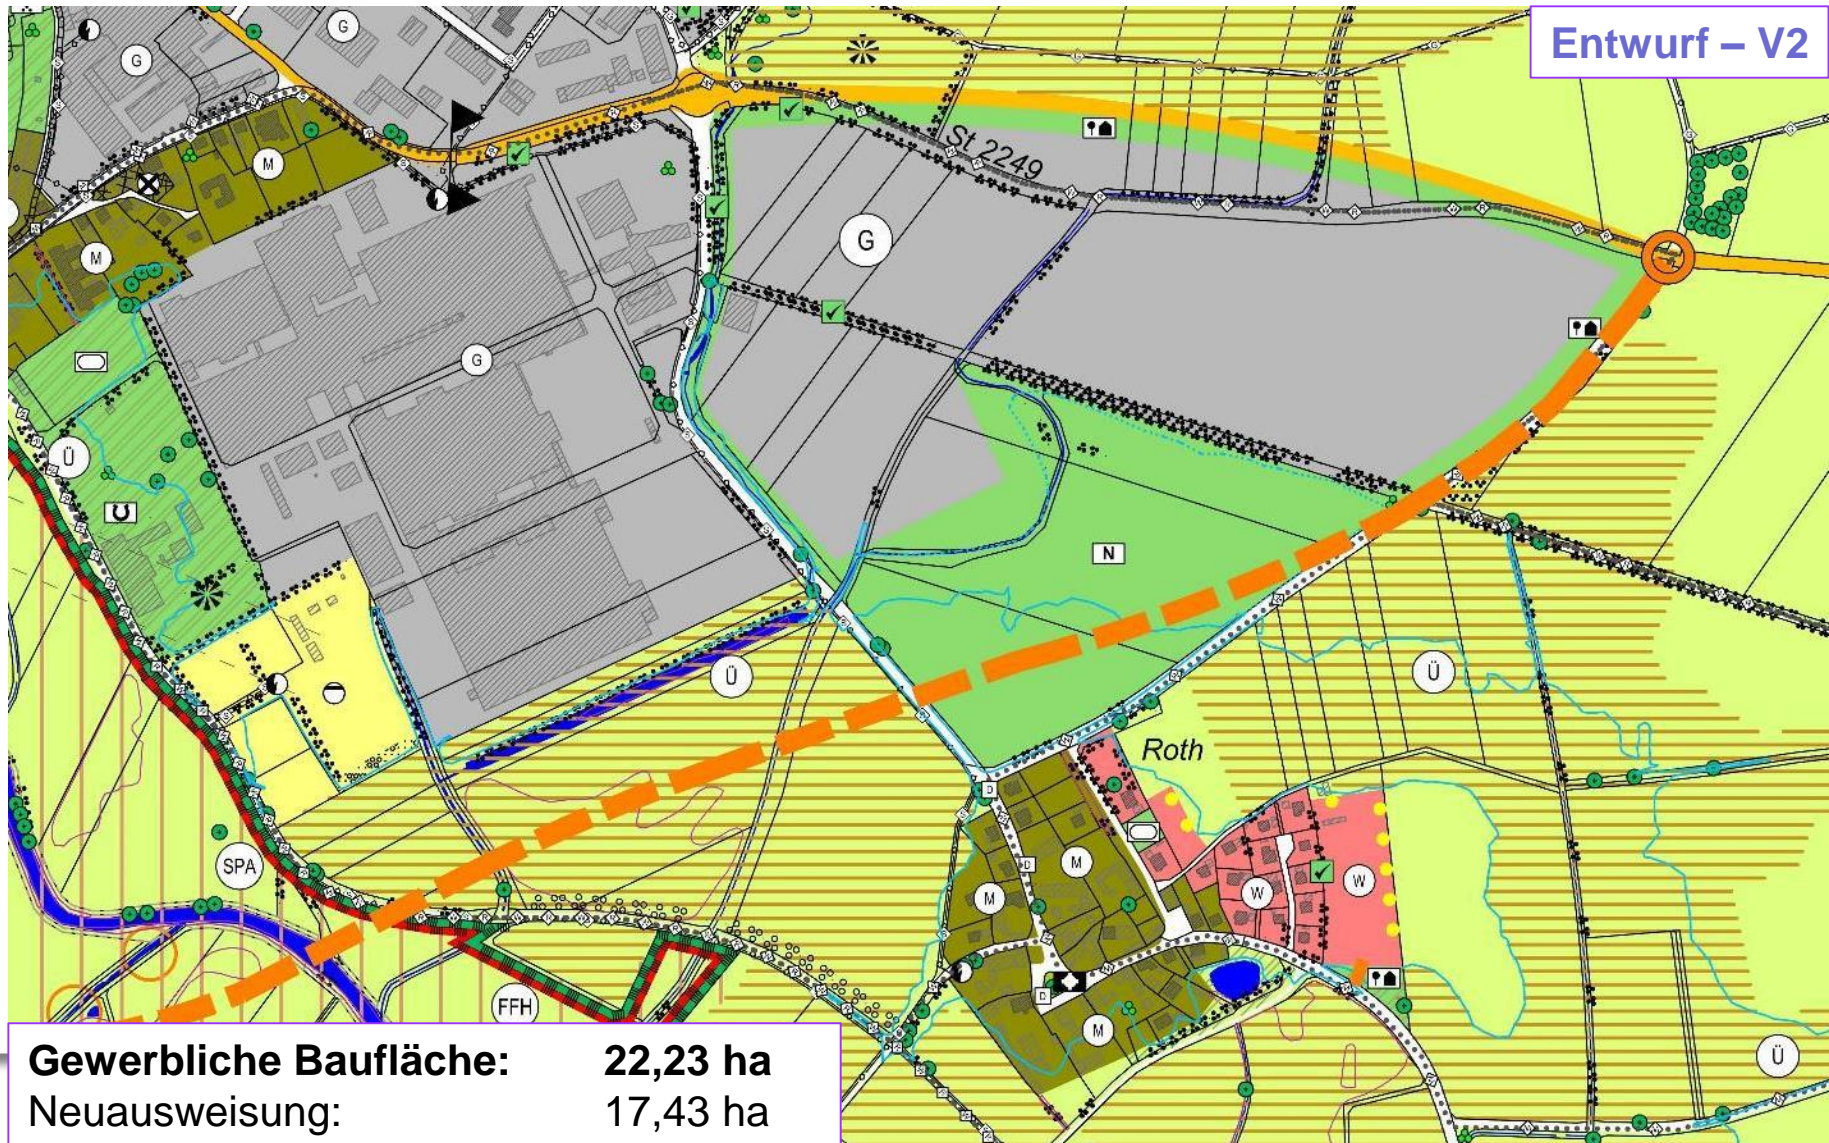 Entwurf – V2
G
G
M
St 2249
G
M
G
Ü
N
Ü
Ü
Roth
SPA
M
W
W
M
FFH
M
Ü
D
D
D
Gewerbliche Baufläche: 22,23 ha
Neuausweisung: 17,43 ha